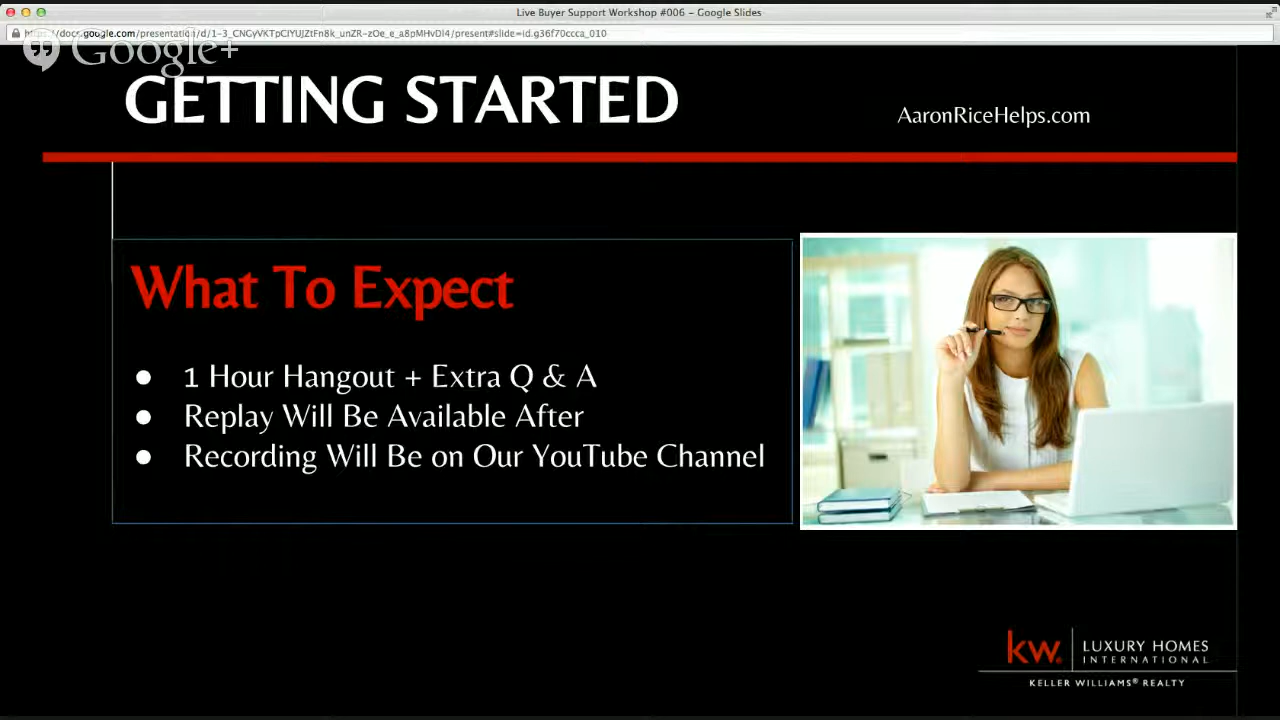 Live Buyer Support Workshop #006 – Google Slides
Google+
GETTING STARTED
AaronRiceHelps.com
What To Expect
● 1 Hour Hangout + Extra Q & A
● Replay Will Be Available After
● Recording Will Be on Our YouTube Channel
kw. LUXURY HOMES
INTERNATIONAL
KELLER WILLIAMS® REALTY